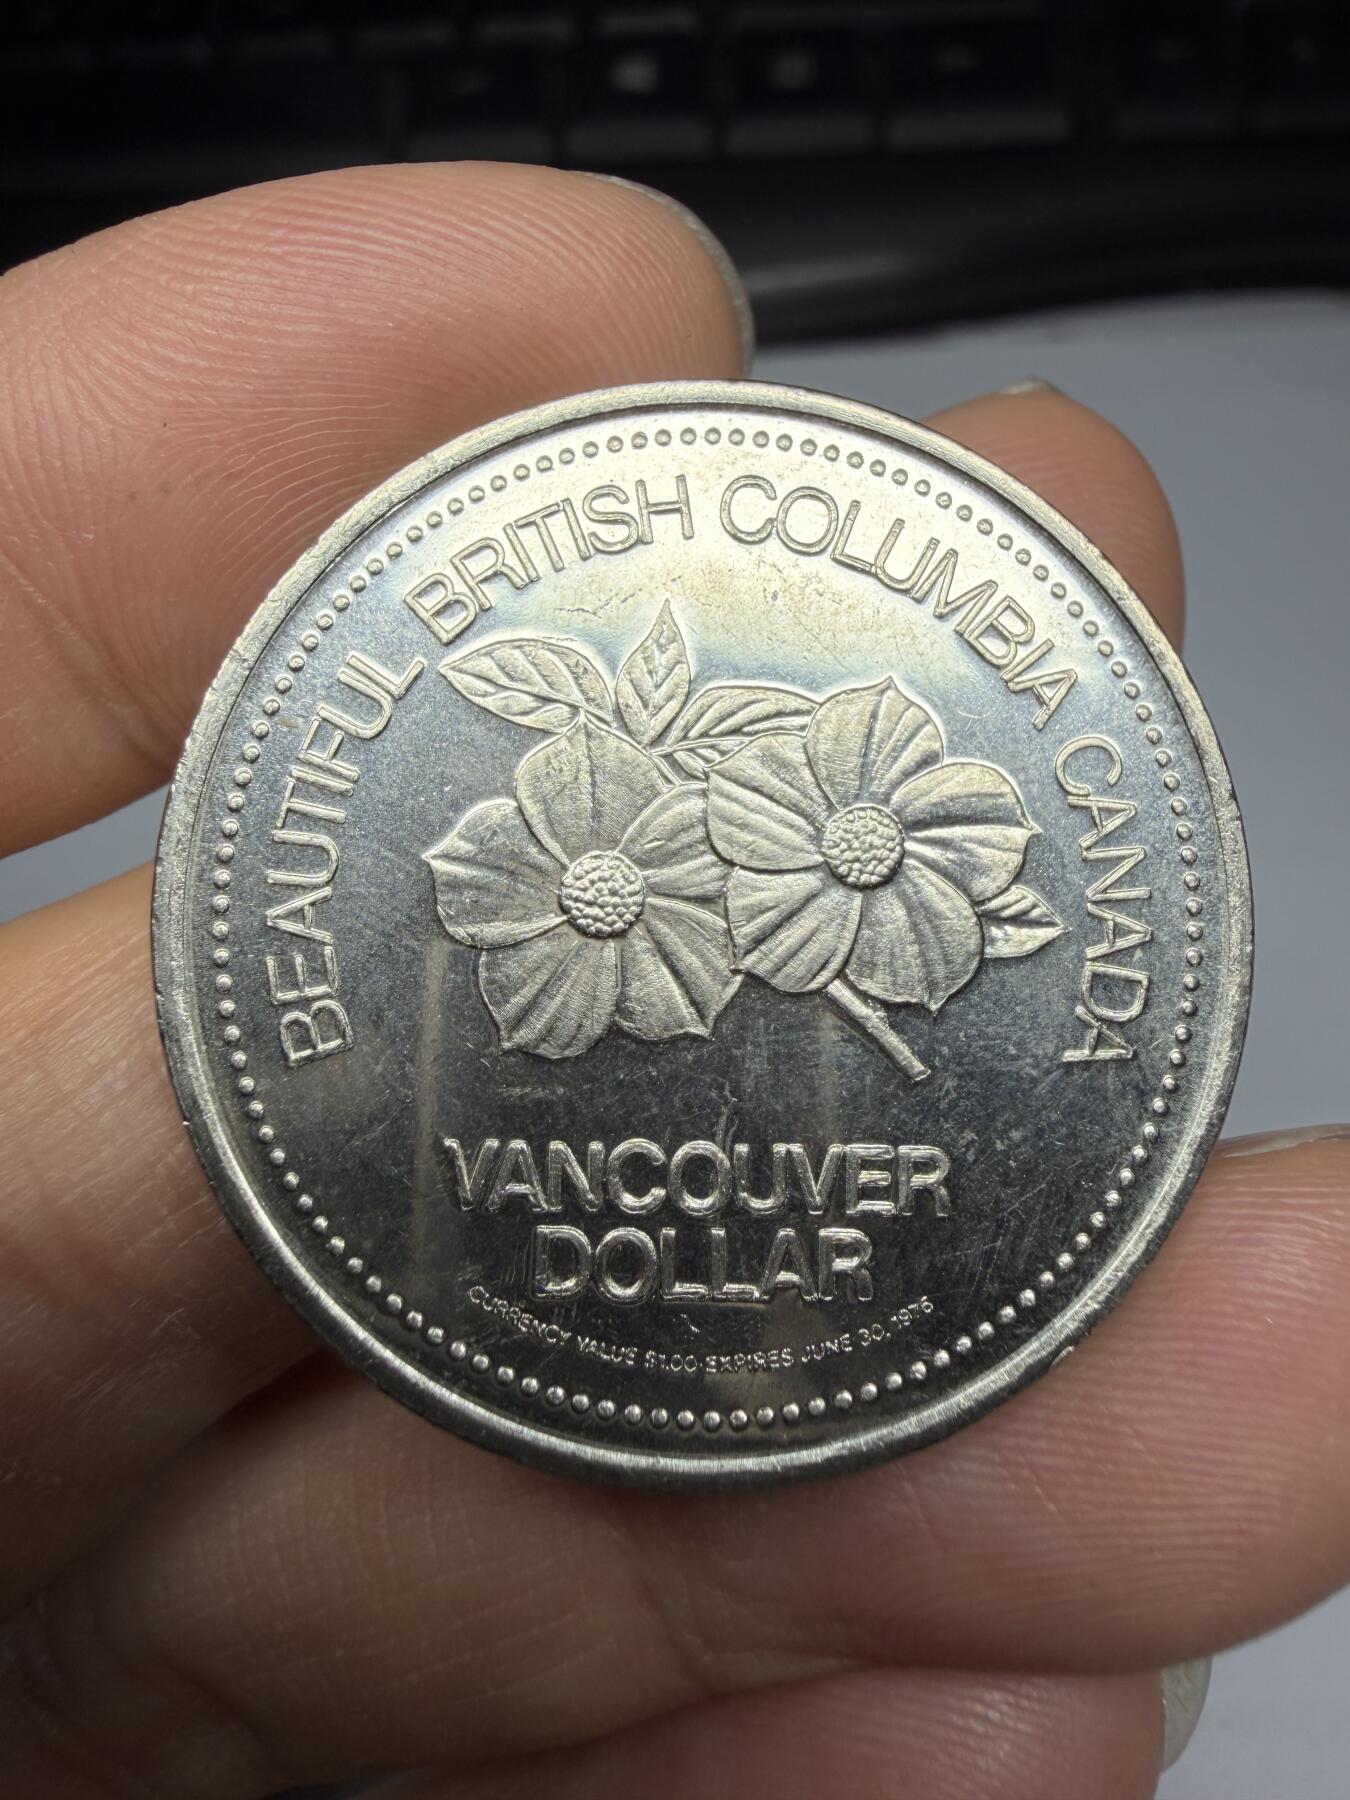 BEAUTIFUL BRITISH COLUMBIA CANADA
VANCOUVER
DOLLAR
CURRENCY VALUE $1.00 EXPIRES JUNE 30, 1976